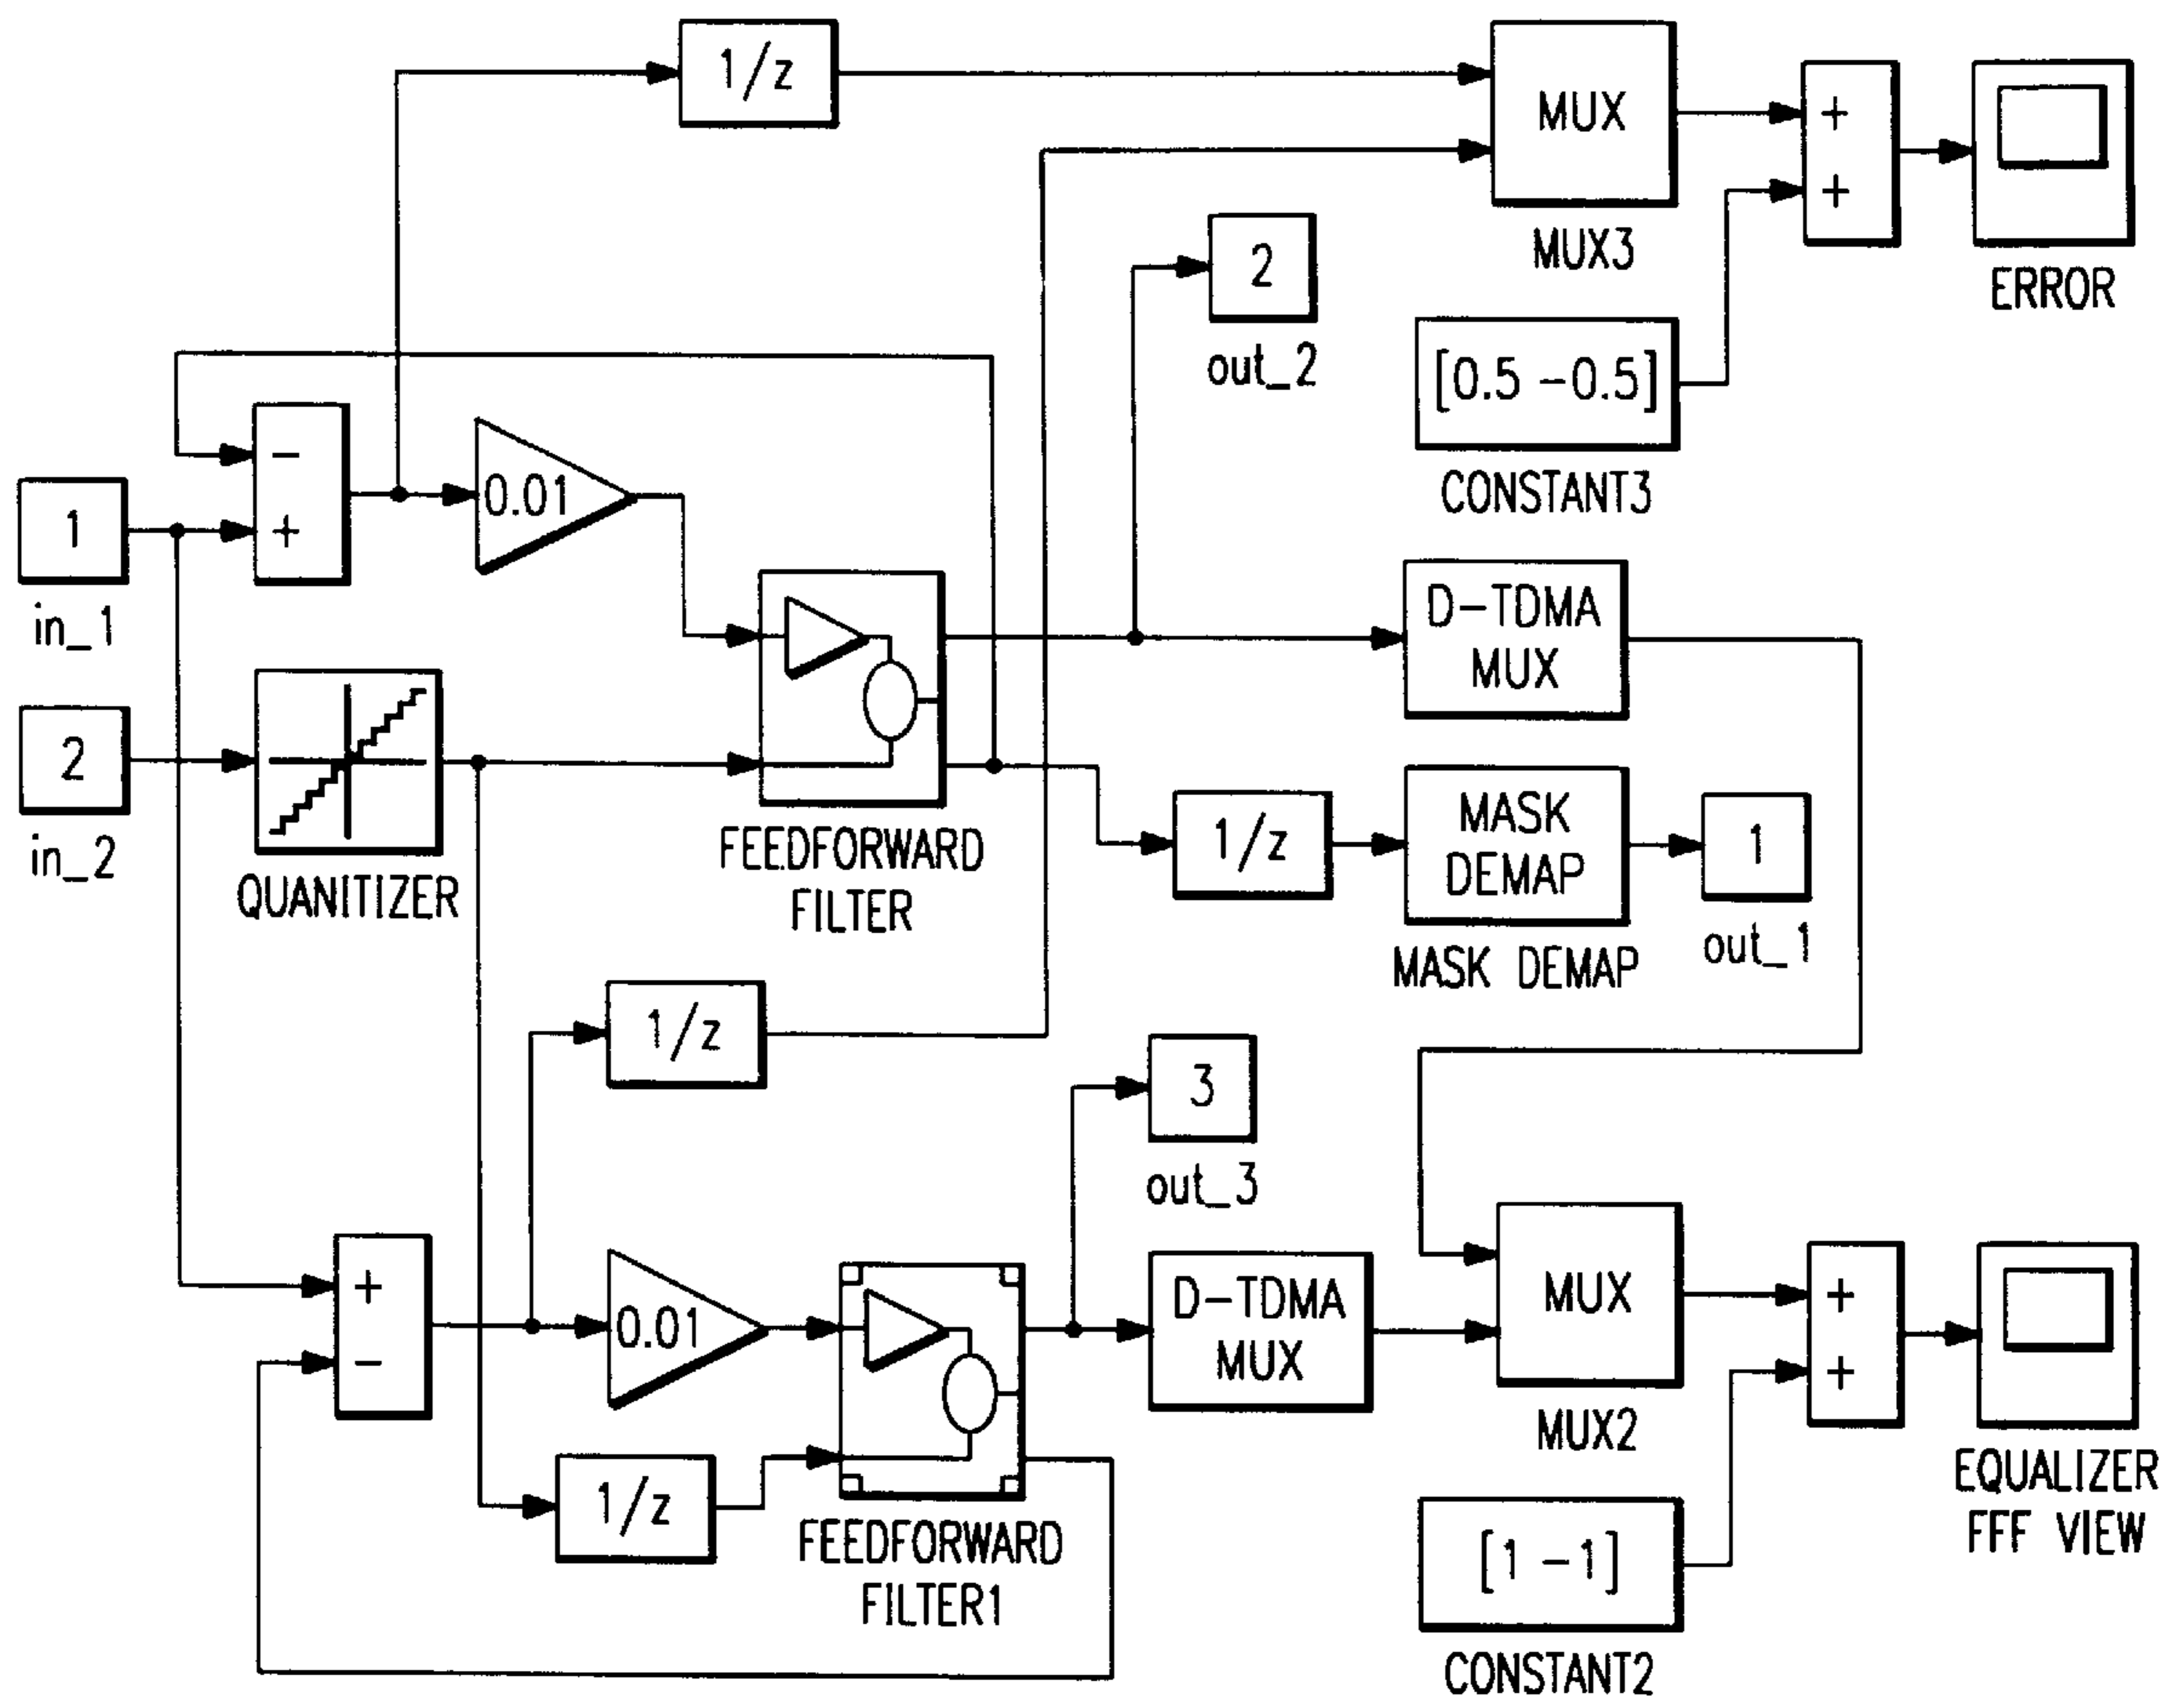 1/z
MUX
MUX3
+
+
ERROR
2
out_2
[0.5 -0.5]
CONSTANT3
-
+
0.01
1
in_1
2
in_2
QUANITIZER
FEEDFORWARD
FILTER
D-TDMA
MUX
1/z
MASK
DEMAP
MASK DEMAP
1
out_1
1/z
3
out_3
+
-
0.01
1/z
FEEDFORWARD
FILTER1
D-TDMA
MUX
MUX
MUX2
+
+
EQUALIZER
FFF VIEW
[1 -1]
CONSTANT2